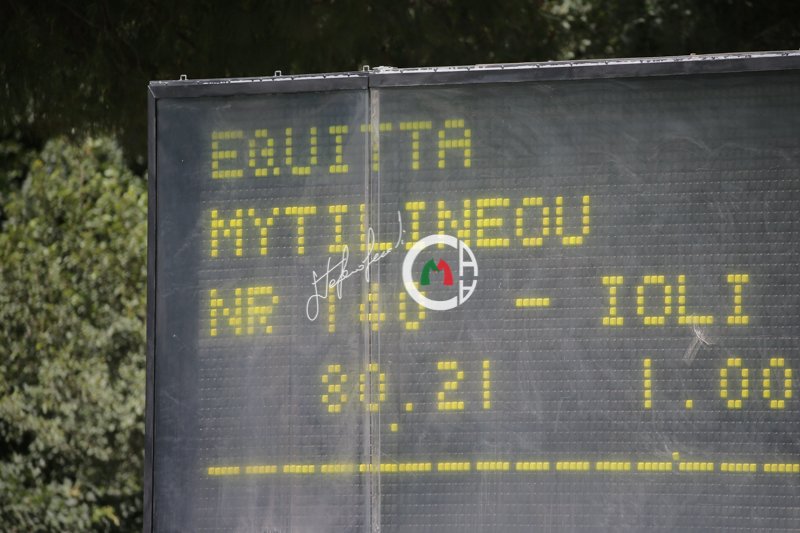 EQUITTA
MYTILINEOU
NR 140 - IOLI
80.21 1.00